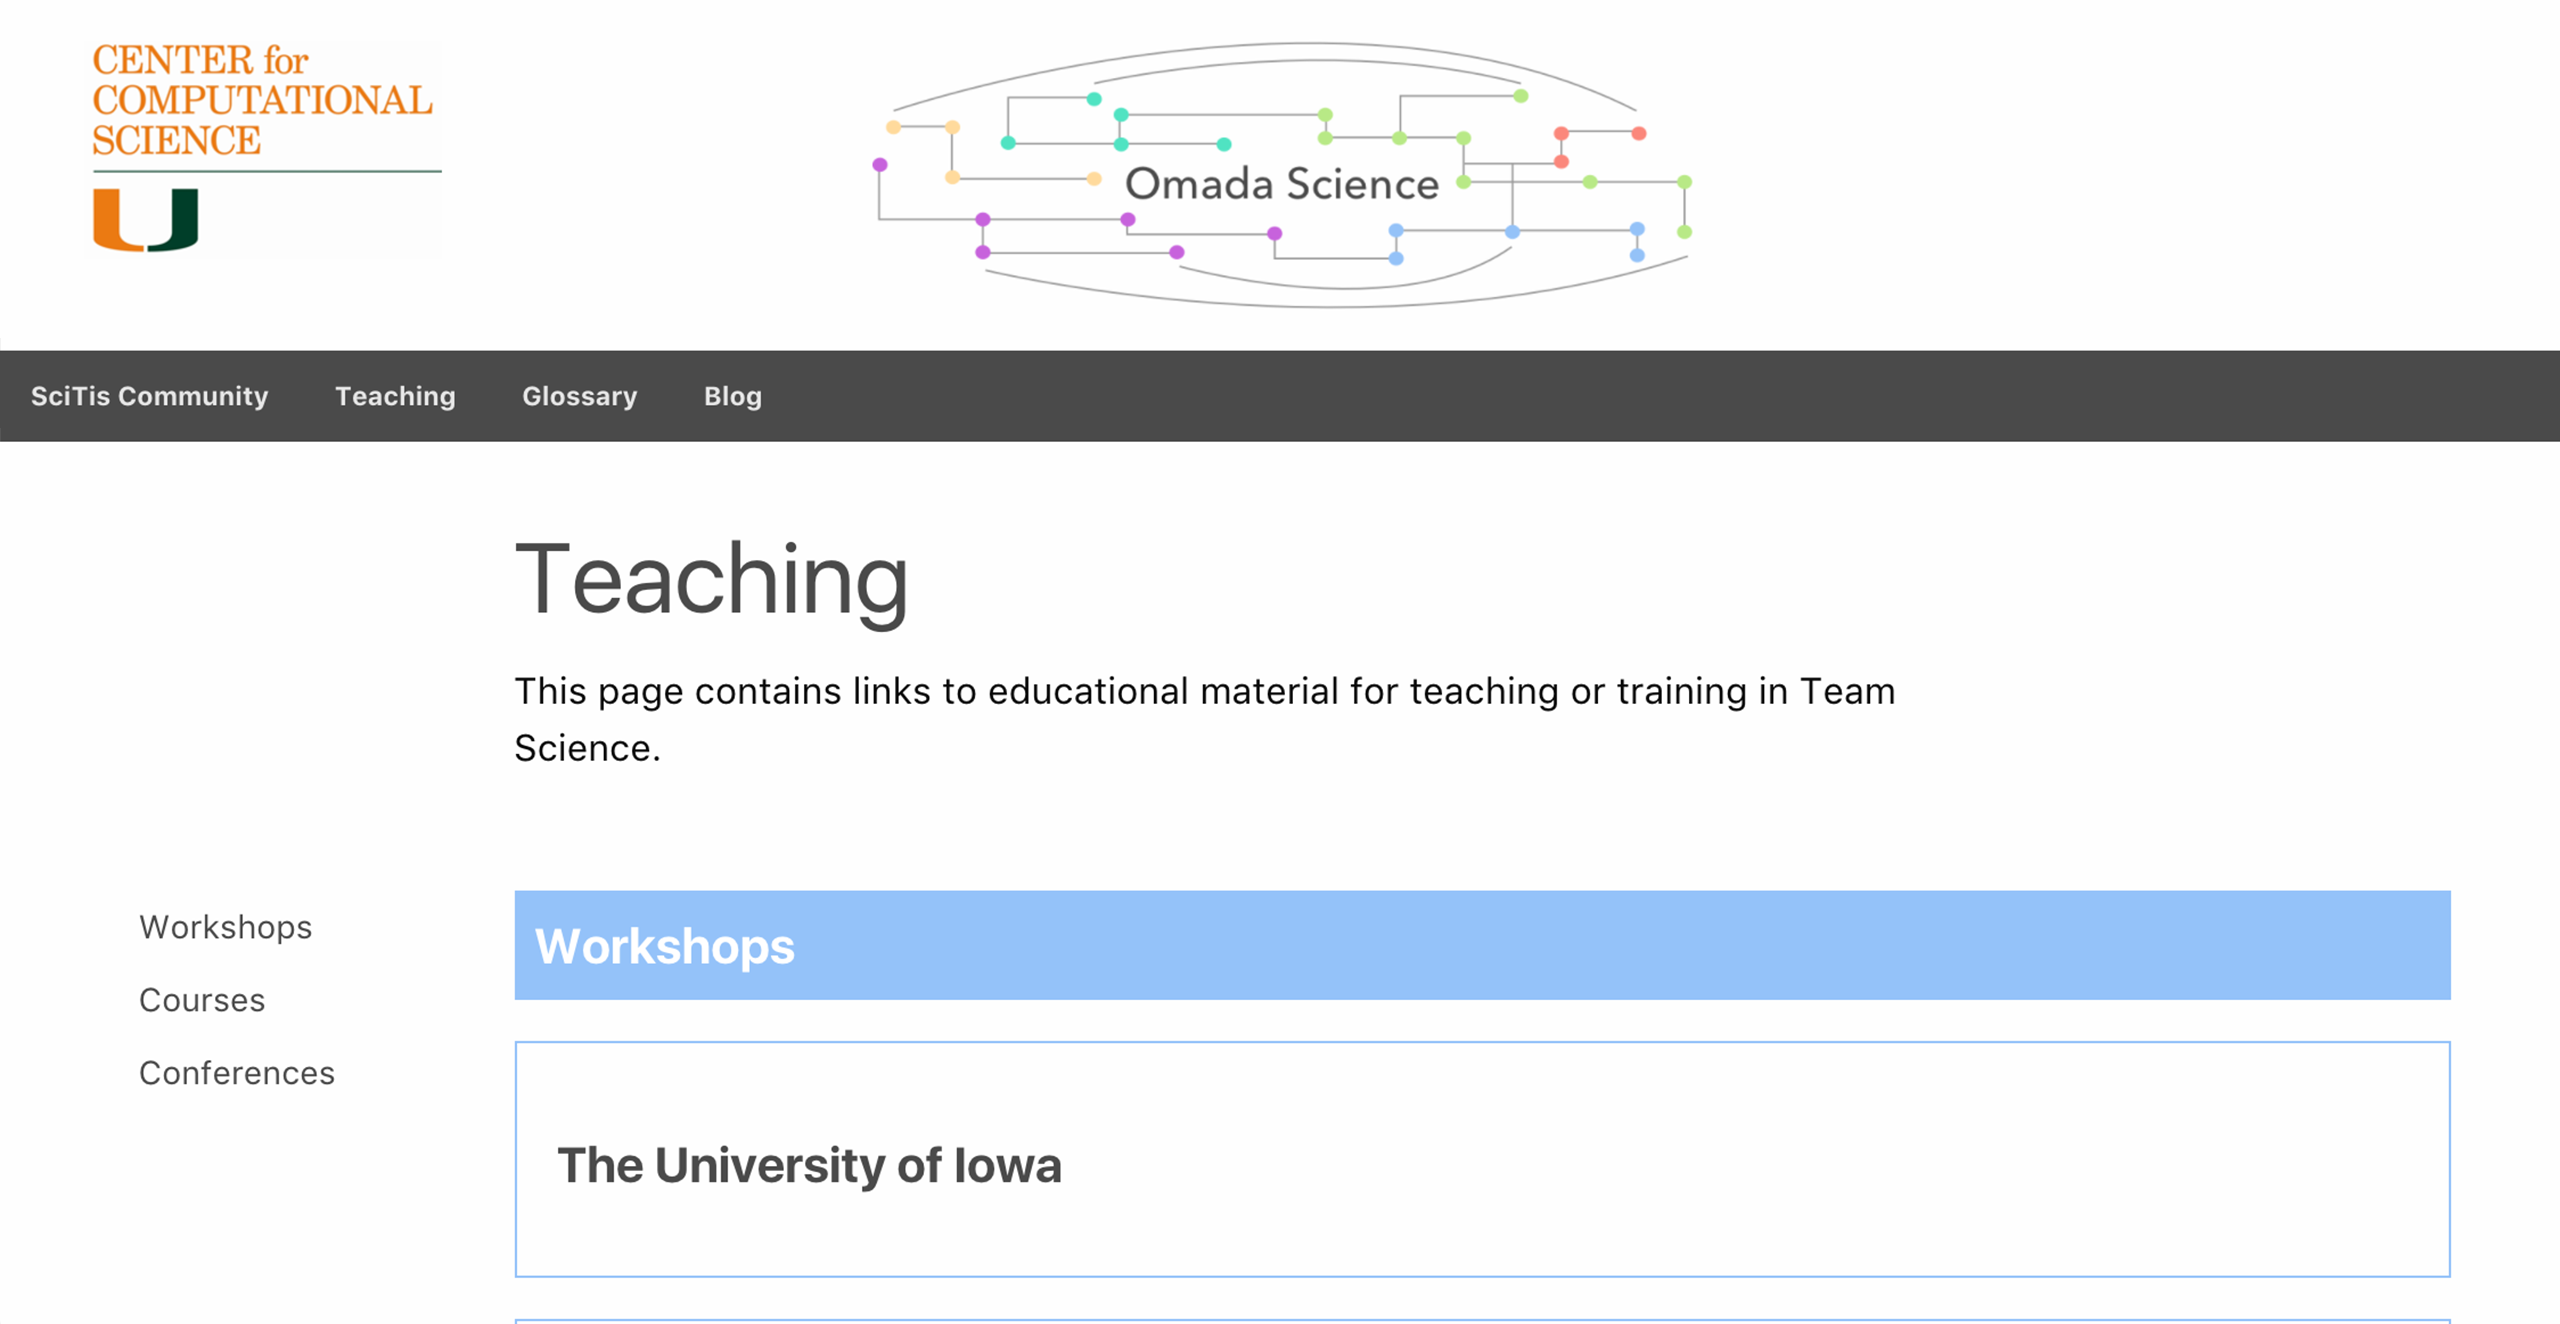 CENTER for
COMPUTATIONAL
SCIENCE
Omada Science
SciTis Community
Teaching
Glossary
Blog
Teaching
This page contains links to educational material for teaching or training in Team
Science.
Workshops
Courses
Conferences
Workshops
The University of Iowa